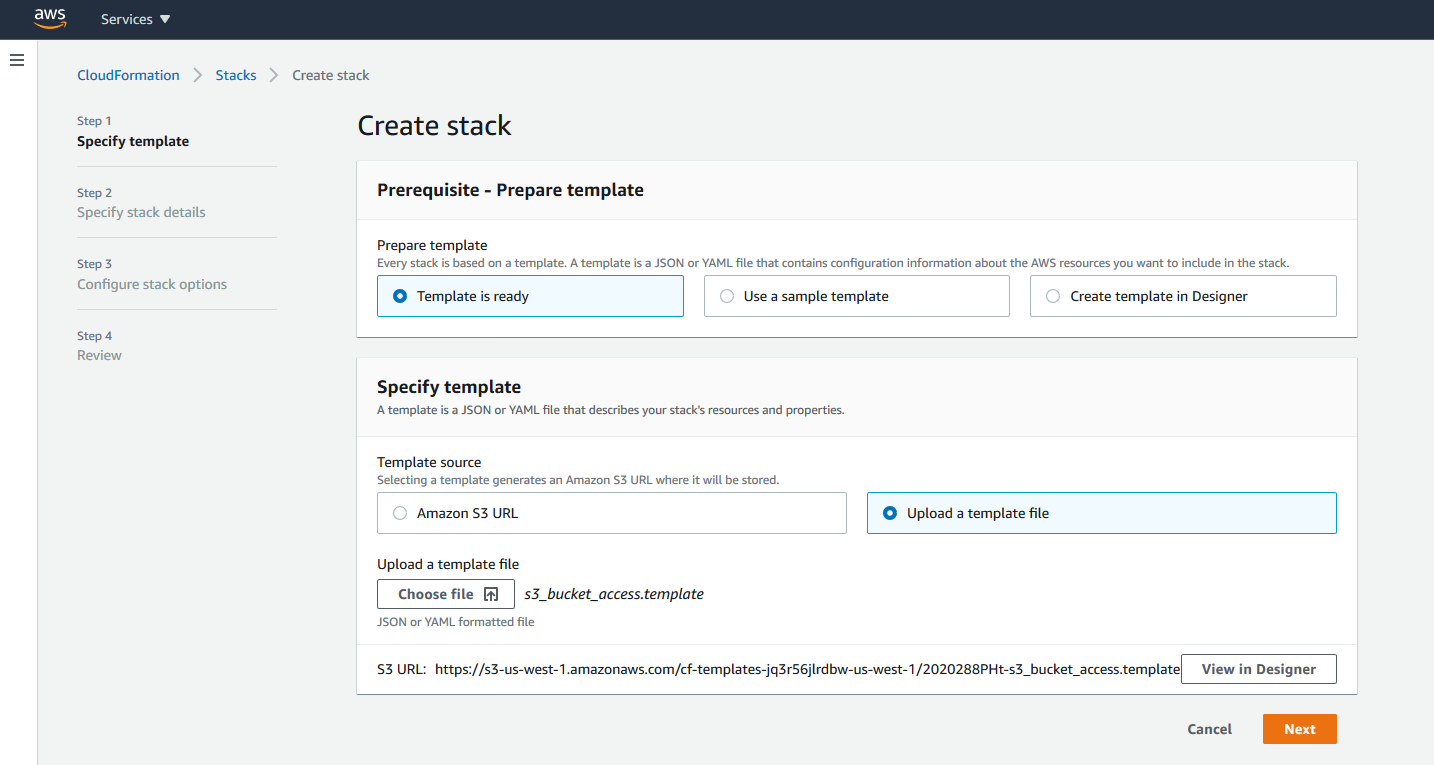 aws
Services
CloudFormation Stacks Create stack
Step 1
Specify template
Step 2
Specify stack details
Step 3
Configure stack options
Step 4
Review
Create stack
Prerequisite - Prepare template
Prepare template
Every stack is based on a template. A template is a JSON or YAML file that contains configuration information about the AWS resources you want to include in the stack.
Template is ready
Use a sample template
Create template in Designer
Specify template
A template is a JSON or YAML file that describes your stack's resources and properties.
Template source
Selecting a template generates an Amazon S3 URL where it will be stored.
Amazon S3 URL
Upload a template file
Upload a template file
Choose file s3_bucket_access.template
JSON or YAML formatted file
S3 URL: https://s3-us-west-1.amazonaws.com/cf-templates-jq3r56jlrdbw-us-west-1/2020288PHt-s3_bucket_access.template
View in Designer
Cancel
Next